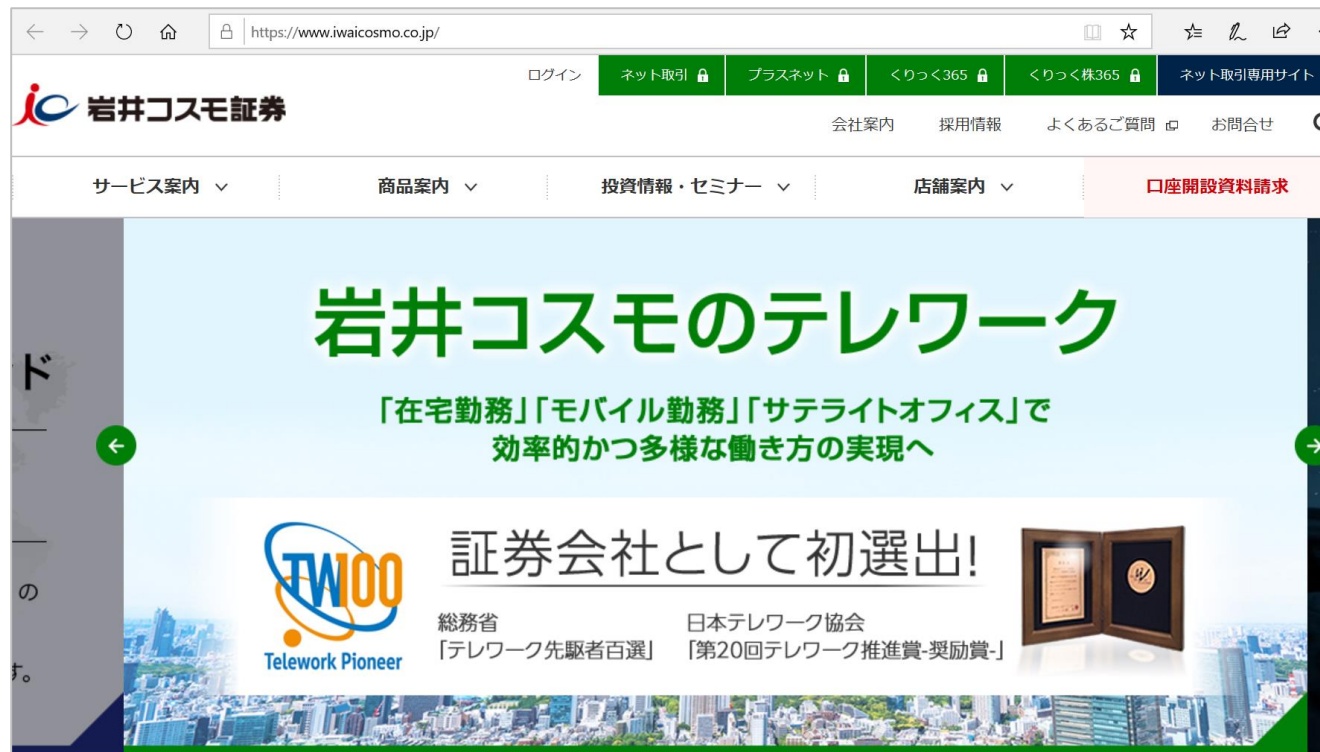 https://www.iwaicosmo.co.jp/
ログイン ネット取引 プラスネット くりっく365 くりっく株365 ネット取引専用サイト
岩井コスモ証券
会社案内 採用情報 よくあるご質問 お問合せ
サービス案内 商品案内 投資情報・セミナー 店舗案内 口座開設資料請求
岩井コスモのテレワーク
ド
「在宅勤務」「モバイル勤務」「サテライトオフィス」で
効率的かつ多様な働き方の実現へ
TW100
Telework Pioneer
証券会社として初選出!
総務省
「テレワーク先駆者百選」
日本テレワーク協会
「第20回テレワーク推進賞-奨励賞-」
の
す。